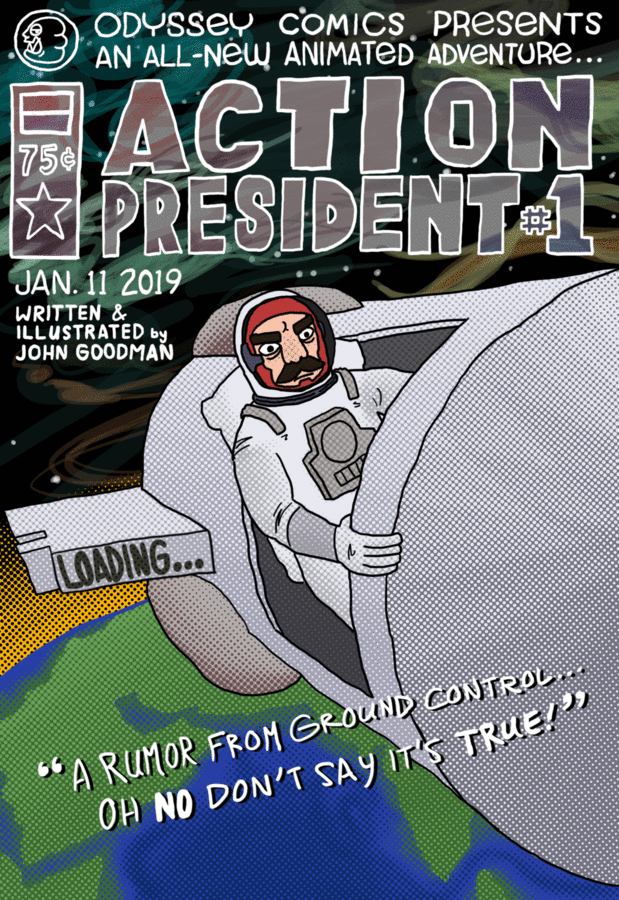 ODYSSEY COMICS PRESENTS
AN ALL-NEW ANIMATED ADVENTURE...
ACTION
PRESIDENT #1
75¢
JAN. 11 2019
WRITTEN &
ILLUSTRATED by
JOHN GOODMAN
LOADING...
“A RUMOR FROM GROUND CONTROL...
OH NO DON'T SAY IT'S TRUE!”